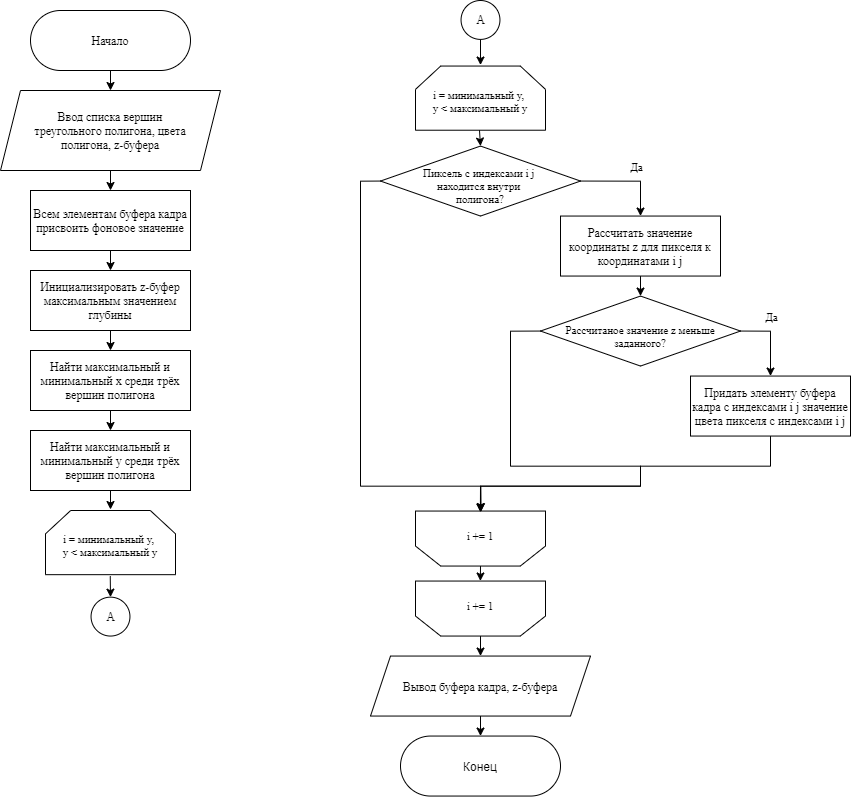 Начало
Ввод списка вершин
треугольного полигона, цвета
полигона, z-буфера
Всем элементам буфера кадра
присвоить фоновое значение
Инициализировать z-буфер
максимальным значением
глубины
Найти максимальный и
минимальный x среди трёх
вершин полигона
Найти максимальный и
минимальный y среди трёх
вершин полигона
i = минимальный y,
y < максимальный y
A
A
i = минимальный y,
y < максимальный y
Пиксель с индексами i j
находится внутри
полигона?
Да
Рассчитать значение
координаты z для пикселя к
координатами i j
Рассчитаное значение z меньше
заданного?
Да
Придать элементу буфера
кадра с индексами i j значение
цвета пикселя с индексами i j
i += 1
i += 1
Вывод буфера кадра, z-буфера
Конец